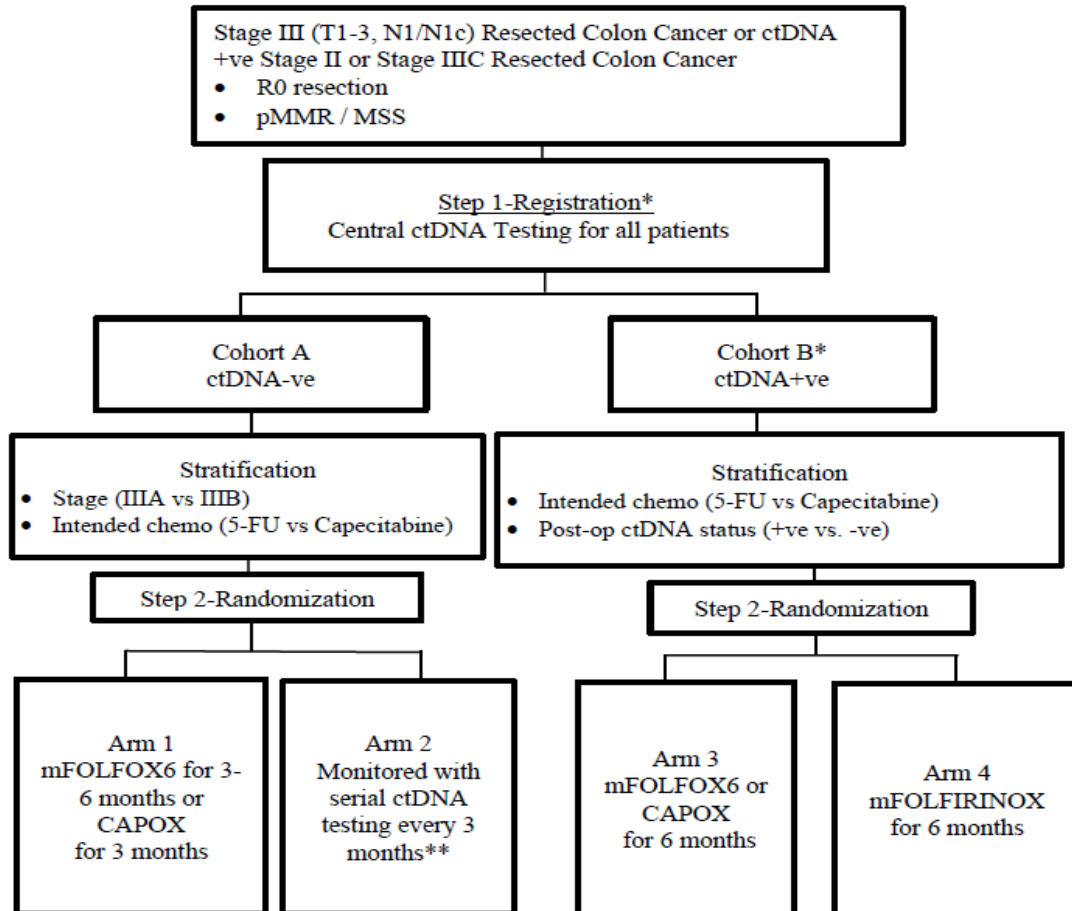 Stage III (T1-3, N1/N1c) Resected Colon Cancer or ctDNA
+ve Stage II or Stage IIIC Resected Colon Cancer
• R0 resection
• pMMR / MSS
Step 1-Registration*
Central ctDNA Testing for all patients
Cohort A
ctDNA-ve
Cohort B*
ctDNA+ve
Stratification
• Stage (IIIA vs IIIB)
• Intended chemo (5-FU vs Capecitabine)
Stratification
• Intended chemo (5-FU vs Capecitabine)
• Post-op ctDNA status (+ve vs. -ve)
Step 2-Randomization
Step 2-Randomization
Arm 1
mFOLFOX6 for 3-
6 months or
CAPOX
for 3 months
Arm 2
Monitored with
serial ctDNA
testing every 3
months**
Arm 3
mFOLFOX6 or
CAPOX
for 6 months
Arm 4
mFOLFIRINOX
for 6 months